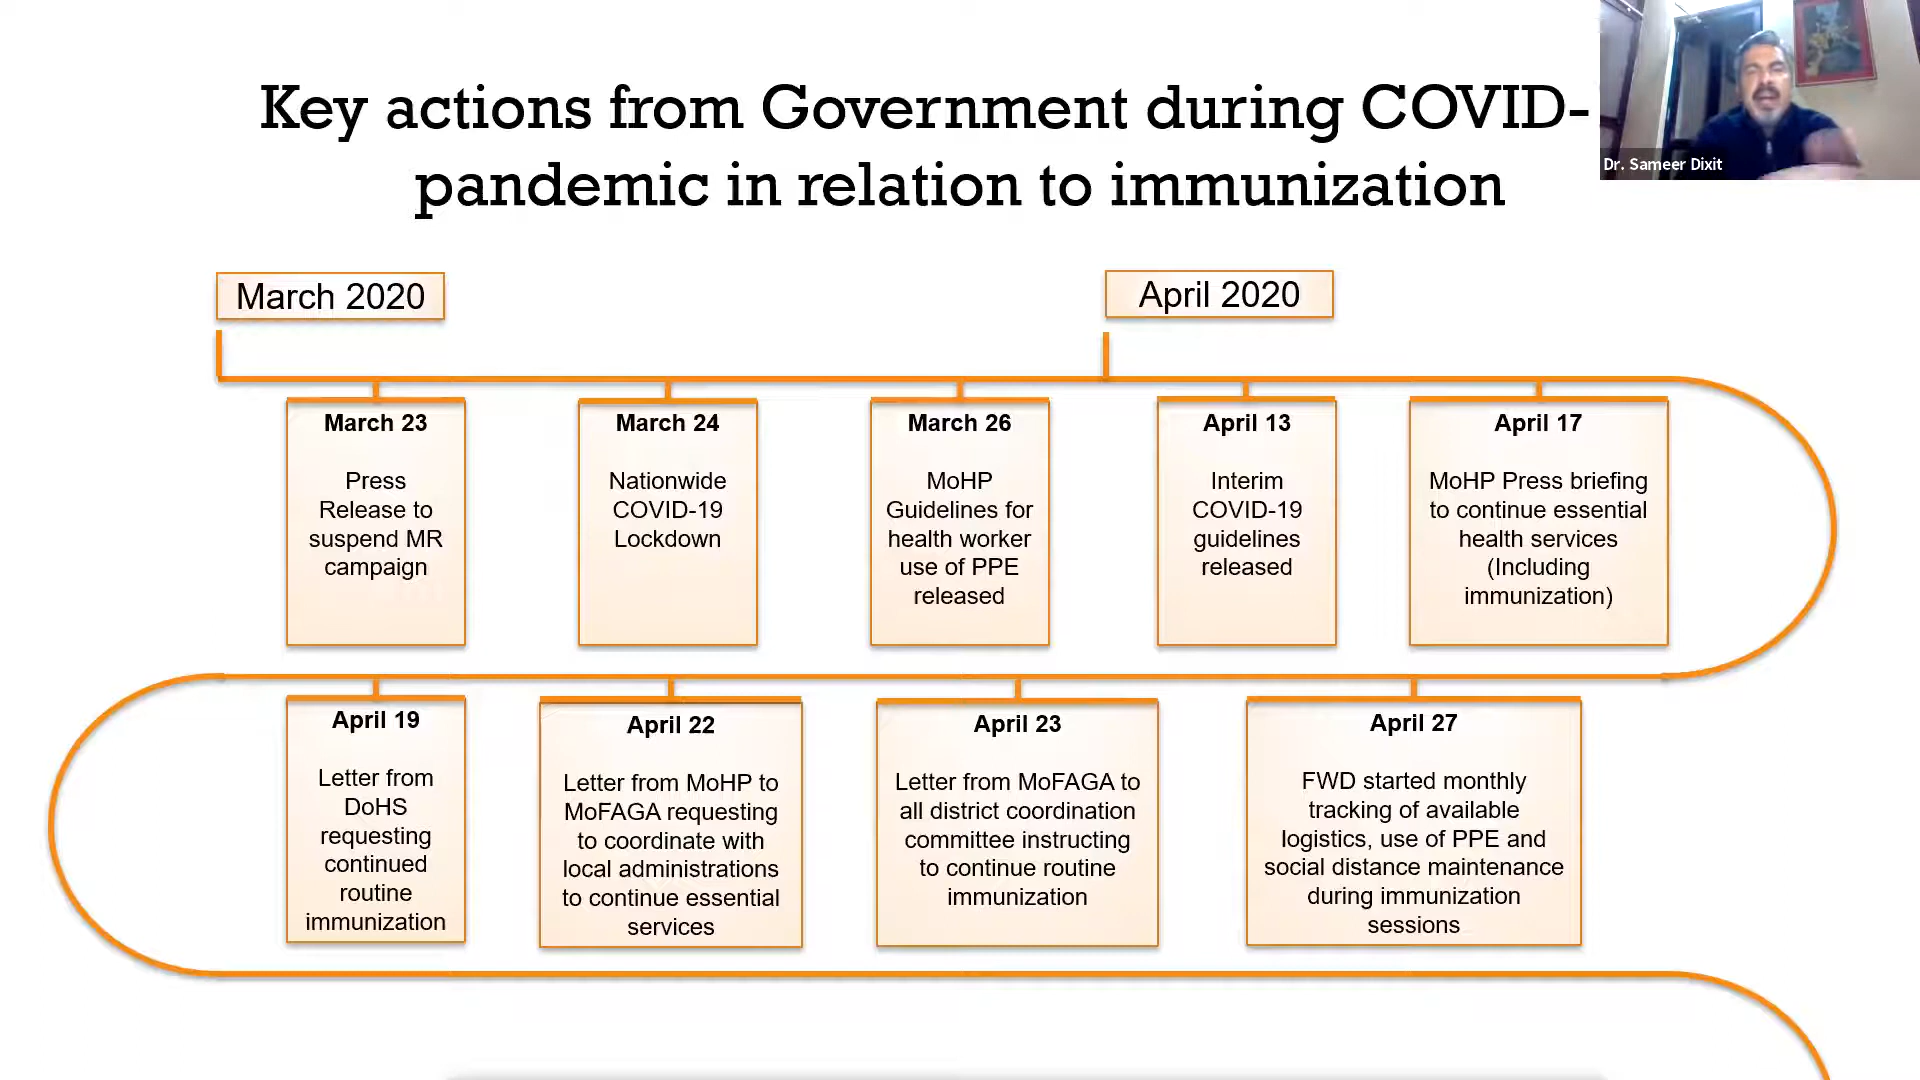 Key actions from Government during COVID-
pandemic in relation to immunization
Dr. Sameer Dixit
March 2020
April 2020
March 23
Press
Release to
suspend MR
campaign
March 24
Nationwide
COVID-19
Lockdown
March 26
MoHP
Guidelines for
health worker
use of PPE
released
April 13
Interim
COVID-19
guidelines
released
April 17
MoHP Press briefing
to continue essential
health services
(Including
immunization)
April 19
Letter from
DoHS
requesting
continued
routine
immunization
April 22
Letter from MoHP to
MoFAGA requesting
to coordinate with
local administrations
to continue essential
services
April 23
Letter from MoFAGA to
all district coordination
committee instructing
to continue routine
immunization
April 27
FWD started monthly
tracking of available
logistics, use of PPE and
social distance maintenance
during immunization
sessions